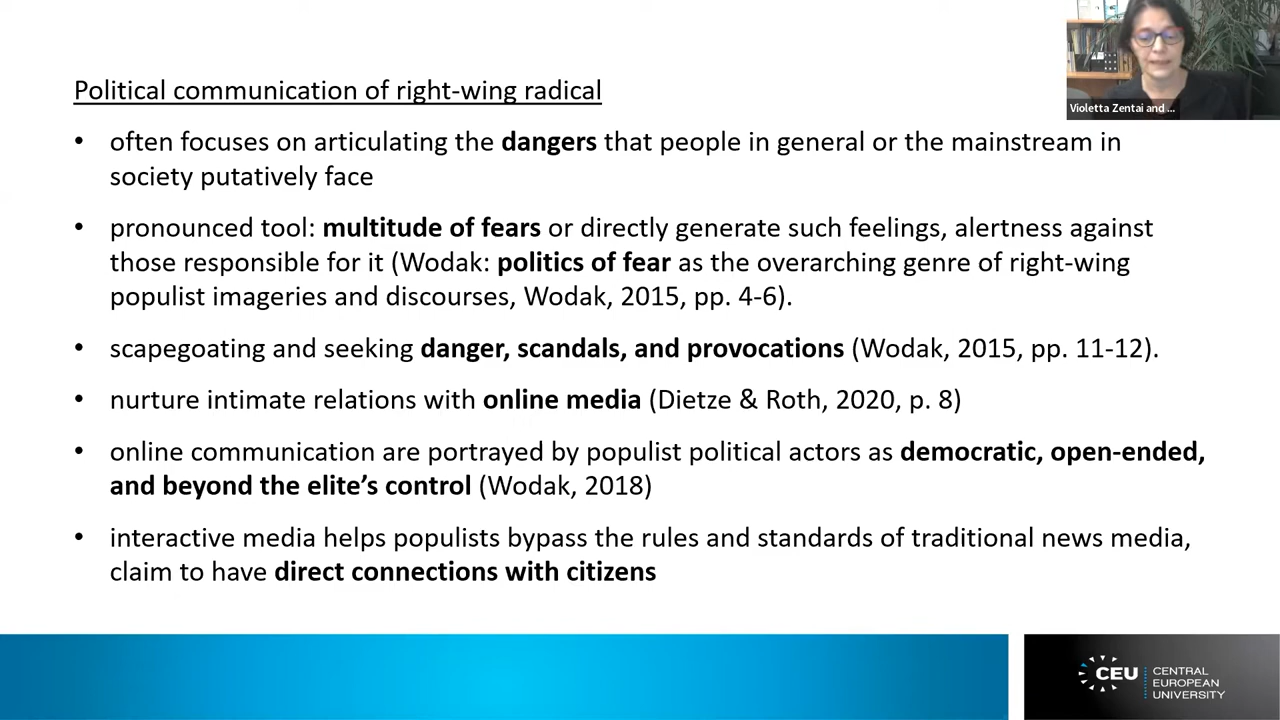 Political communication of right-wing radical
• often focuses on articulating the dangers that people in general or the mainstream in
society putatively face
• pronounced tool: multitude of fears or directly generate such feelings, alertness against
those responsible for it (Wodak: politics of fear as the overarching genre of right-wing
populist imageries and discourses, Wodak, 2015, pp. 4-6).
• scapegoating and seeking danger, scandals, and provocations (Wodak, 2015, pp. 11-12).
• nurture intimate relations with online media (Dietze & Roth, 2020, p. 8)
• online communication are portrayed by populist political actors as democratic, open-ended,
and beyond the elite’s control (Wodak, 2018)
• interactive media helps populists bypass the rules and standards of traditional news media,
claim to have direct connections with citizens
Violetta Zentai and ...
CEU
CENTRAL
EUROPEAN
UNIVERSITY